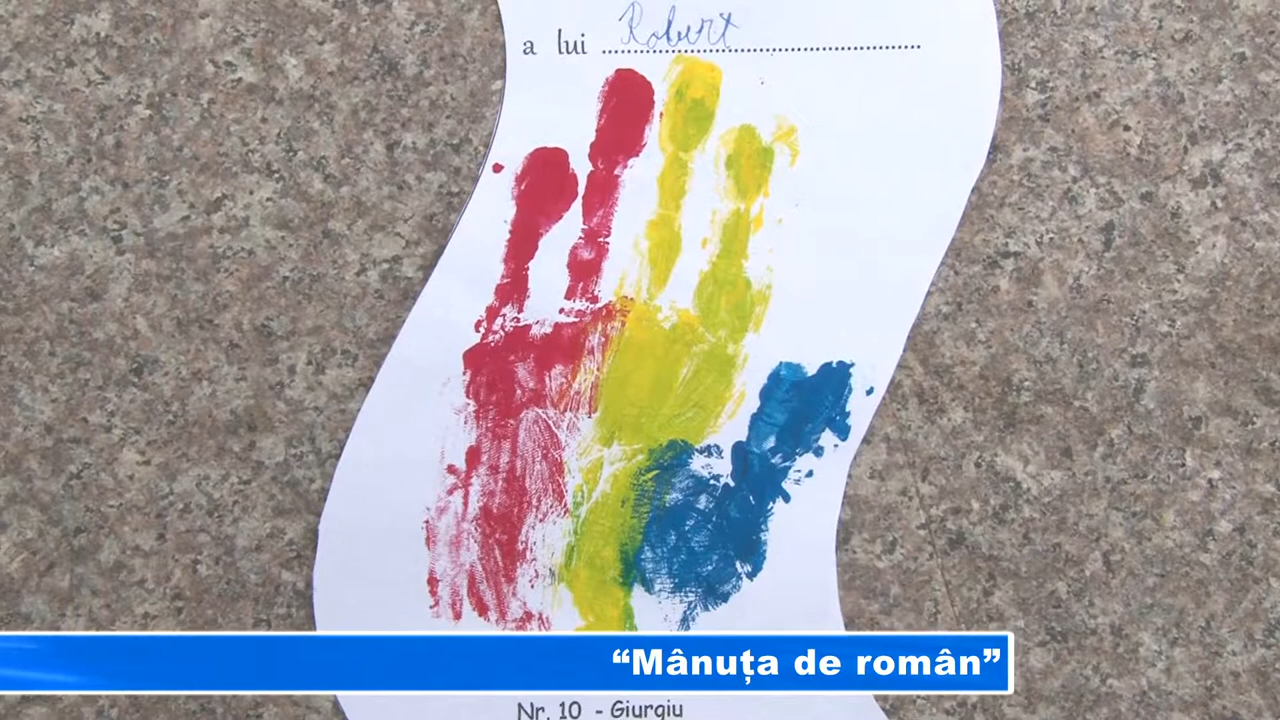 a lui Robert
“Mânuța de român”
Nr. 10 - Giurgiu